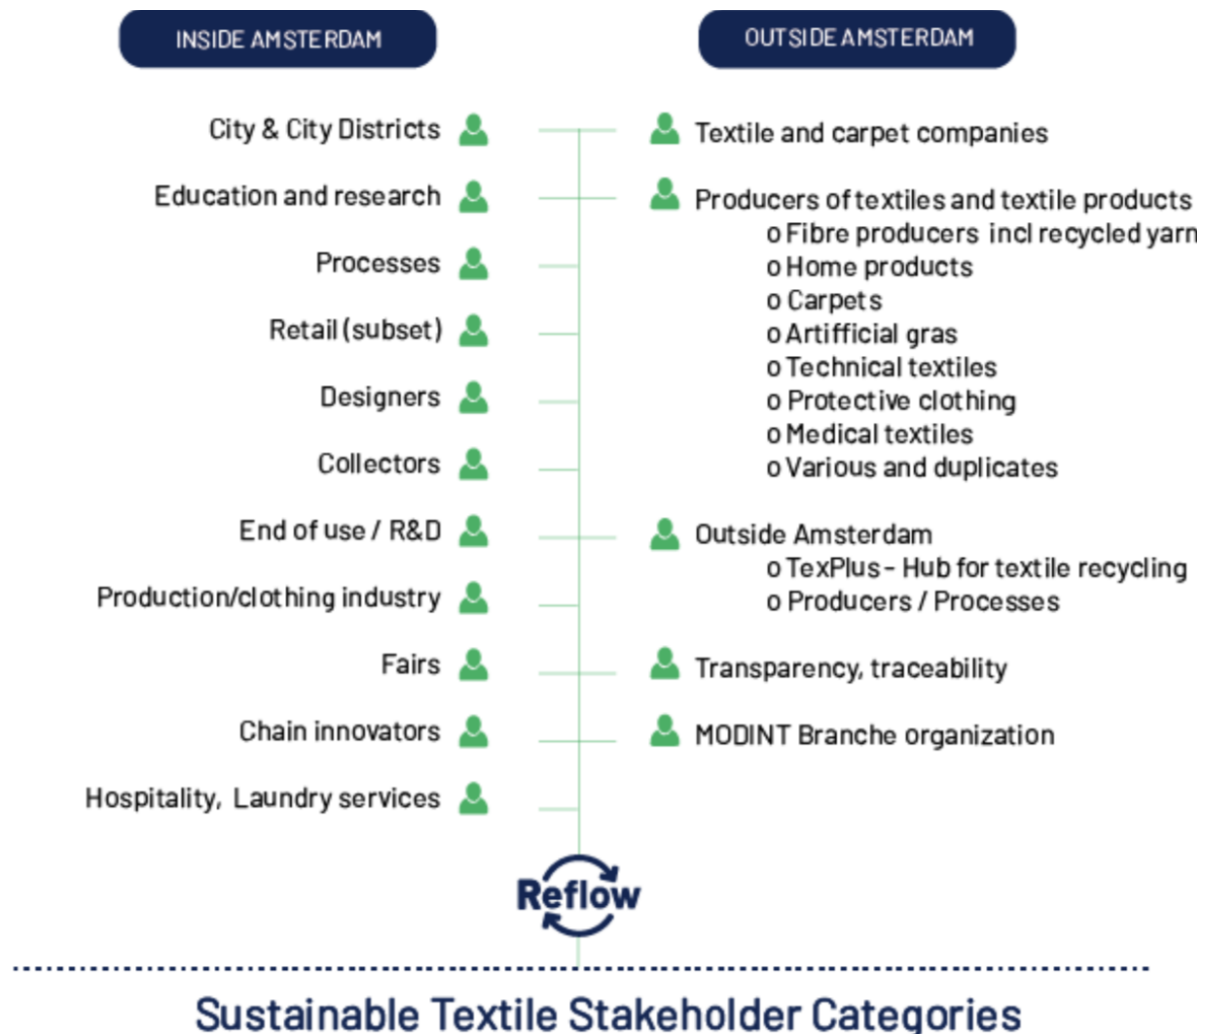 INSIDE AMSTERDAM
City & City Districts
Education and research
Processes
Retail (subset)
Designers
Collectors
End of use / R&D
Production/clothing industry
Fairs
Chain innovators
Hospitality, Laundry services
OUTSIDE AMSTERDAM
Textile and carpet companies
Producers of textiles and textile products
o Fibre producers incl recycled yarn
o Home products
o Carpets
o Artifficial gras
o Technical textiles
o Protective clothing
o Medical textiles
o Various and duplicates
Outside Amsterdam
o TexPlus - Hub for textile recycling
o Producers / Processes
Transparency, traceability
MODINT Branche organization
Reflow
Sustainable Textile Stakeholder Categories